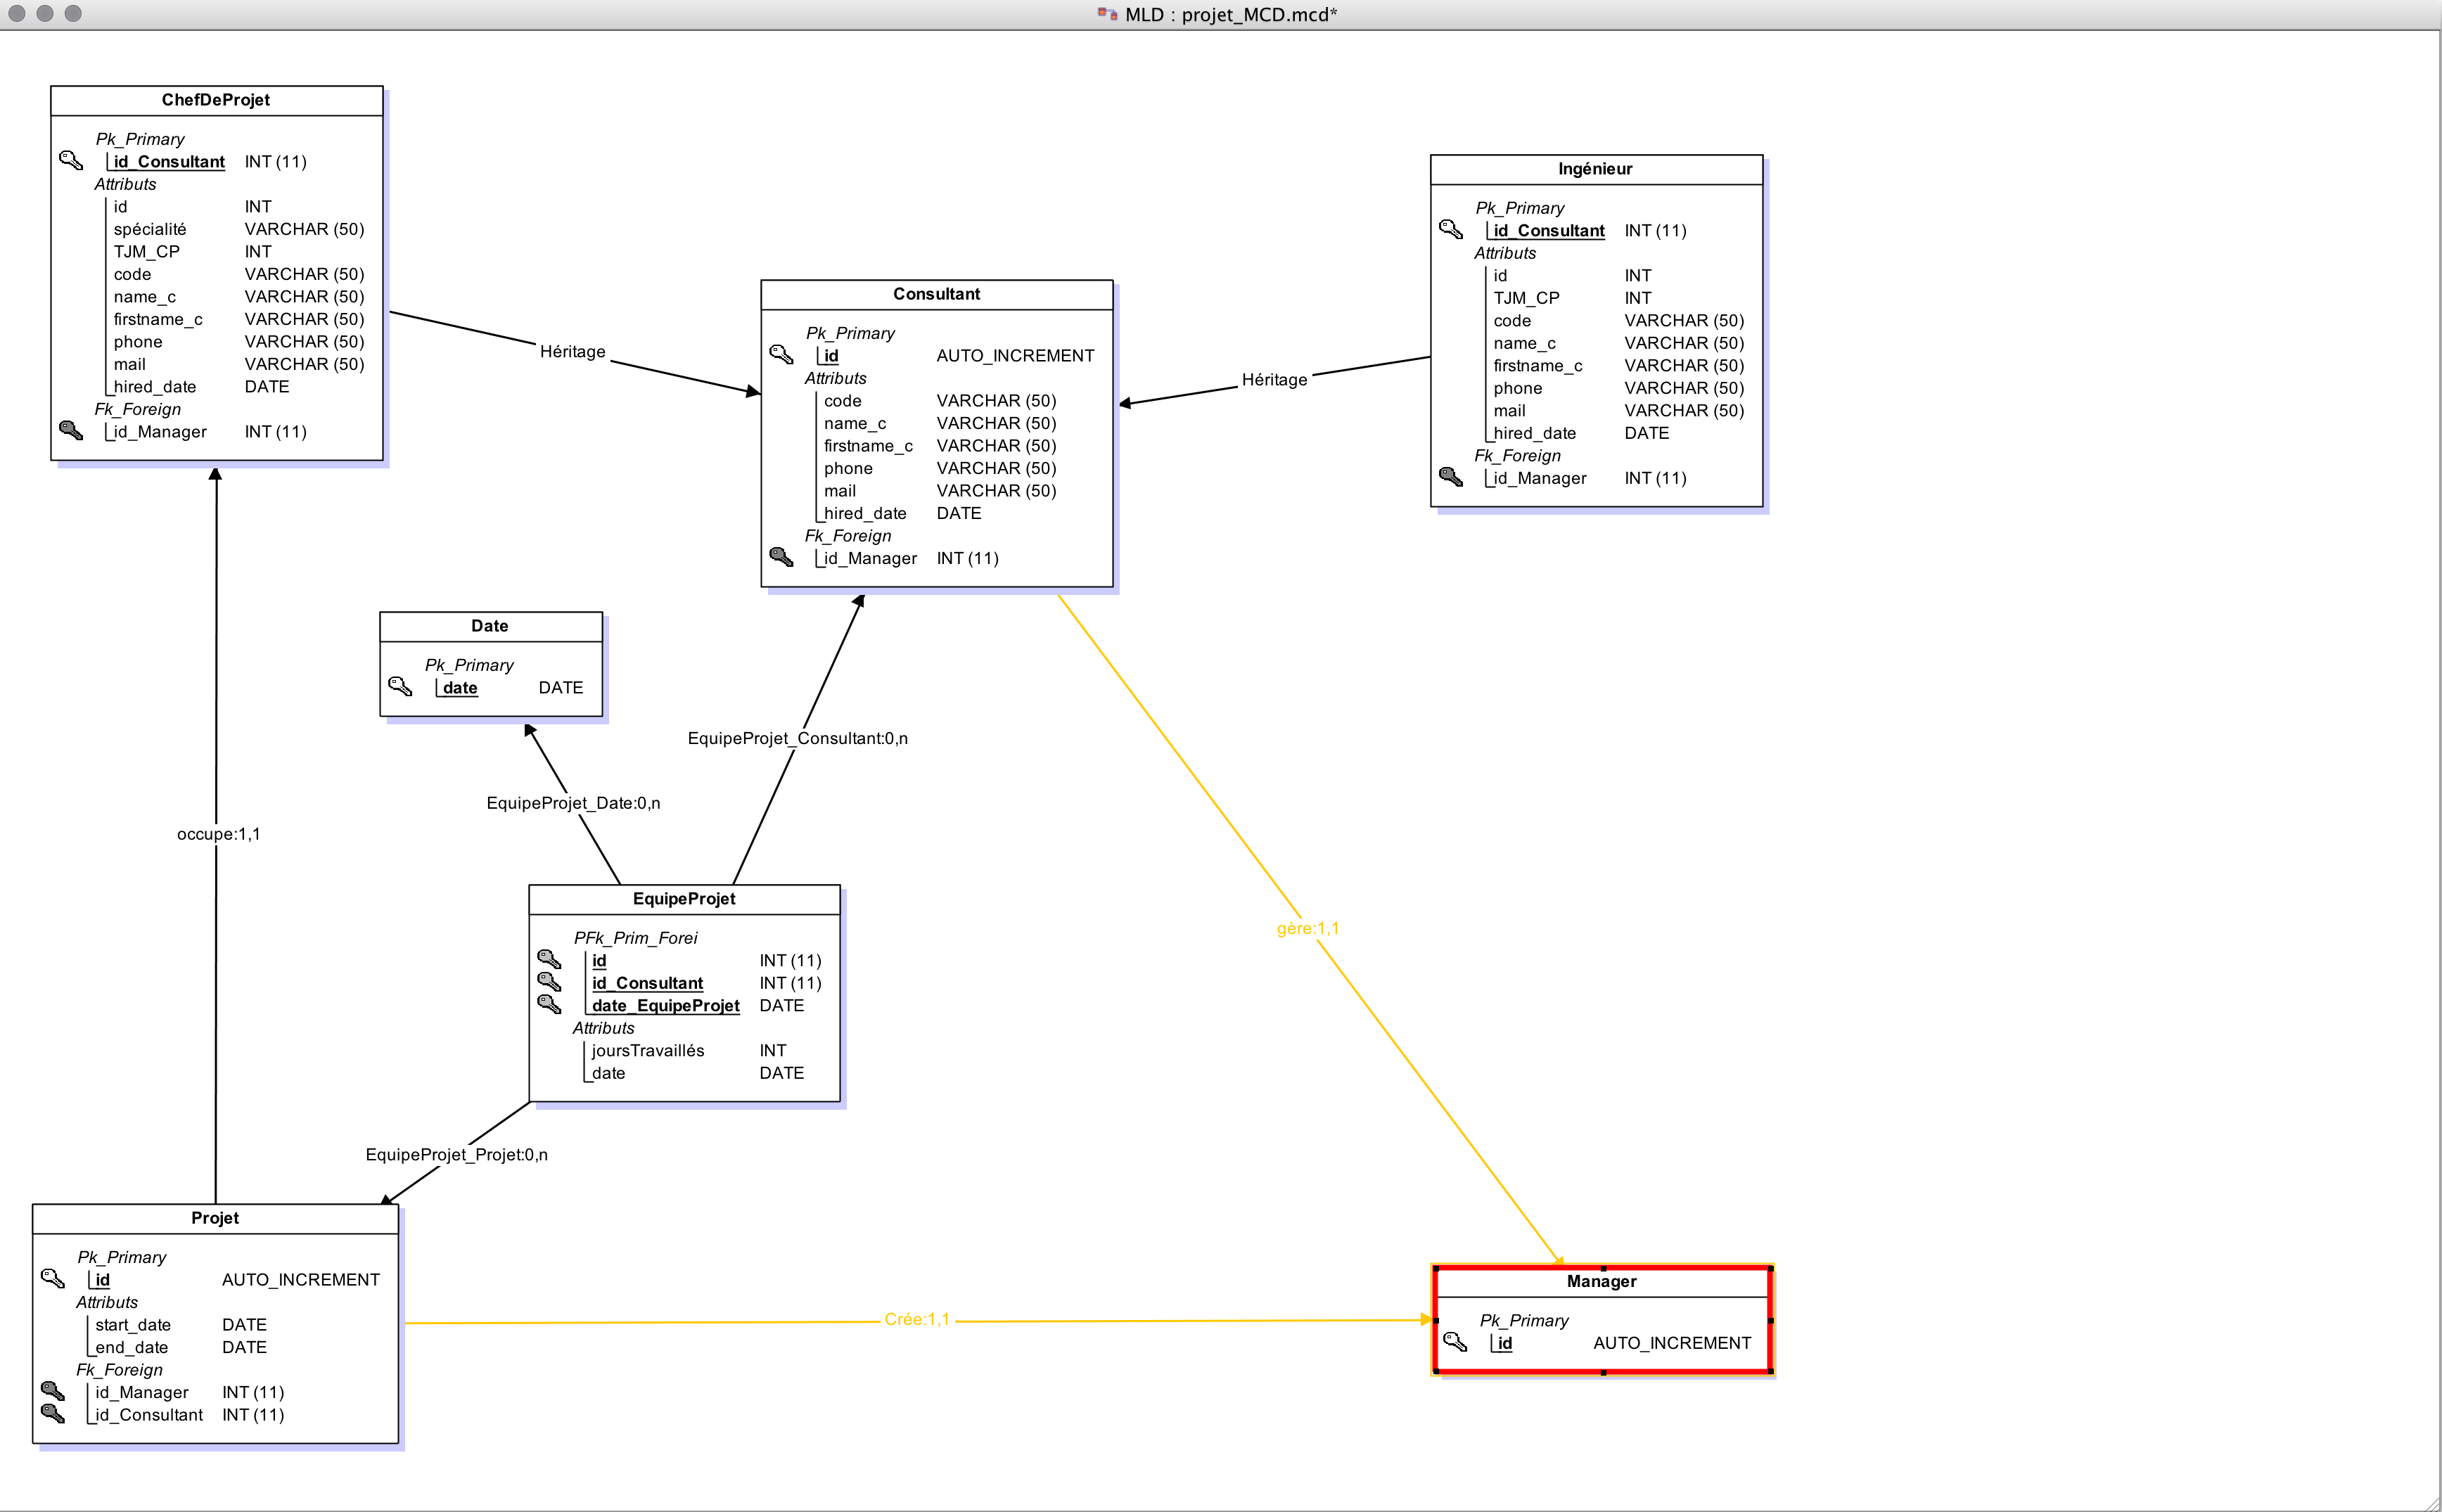 MLD : projet_MCD.mcd*
ChefDeProjet
Pk_Primary
id_Consultant INT (11)
Attributs
id INT
spécialité VARCHAR (50)
TJM_CP INT
code VARCHAR (50)
name_c VARCHAR (50)
firstname_c VARCHAR (50)
phone VARCHAR (50)
mail VARCHAR (50)
hired_date DATE
Fk_Foreign
id_Manager INT (11)
Héritage
Consultant
Pk_Primary
id AUTO_INCREMENT
Attributs
code VARCHAR (50)
name_c VARCHAR (50)
firstname_c VARCHAR (50)
phone VARCHAR (50)
mail VARCHAR (50)
hired_date DATE
Fk_Foreign
id_Manager INT (11)
Héritage
Ingénieur
Pk_Primary
id_Consultant INT (11)
Attributs
id INT
TJM_CP INT
code VARCHAR (50)
name_c VARCHAR (50)
firstname_c VARCHAR (50)
phone VARCHAR (50)
mail VARCHAR (50)
hired_date DATE
Fk_Foreign
id_Manager INT (11)
Date
Pk_Primary
date DATE
EquipeProjet_Consultant:0,n
EquipeProjet_Date:0,n
occupe:1,1
EquipeProjet
PFk_Prim_Forei
id INT (11)
id_Consultant INT (11)
date_EquipeProjet DATE
Attributs
joursTravaillés INT
date DATE
gère:1,1
EquipeProjet_Projet:0,n
Projet
Pk_Primary
id AUTO_INCREMENT
Attributs
start_date DATE
end_date DATE
Fk_Foreign
id_Manager INT (11)
id_Consultant INT (11)
Crée:1,1
Manager
Pk_Primary
id AUTO_INCREMENT